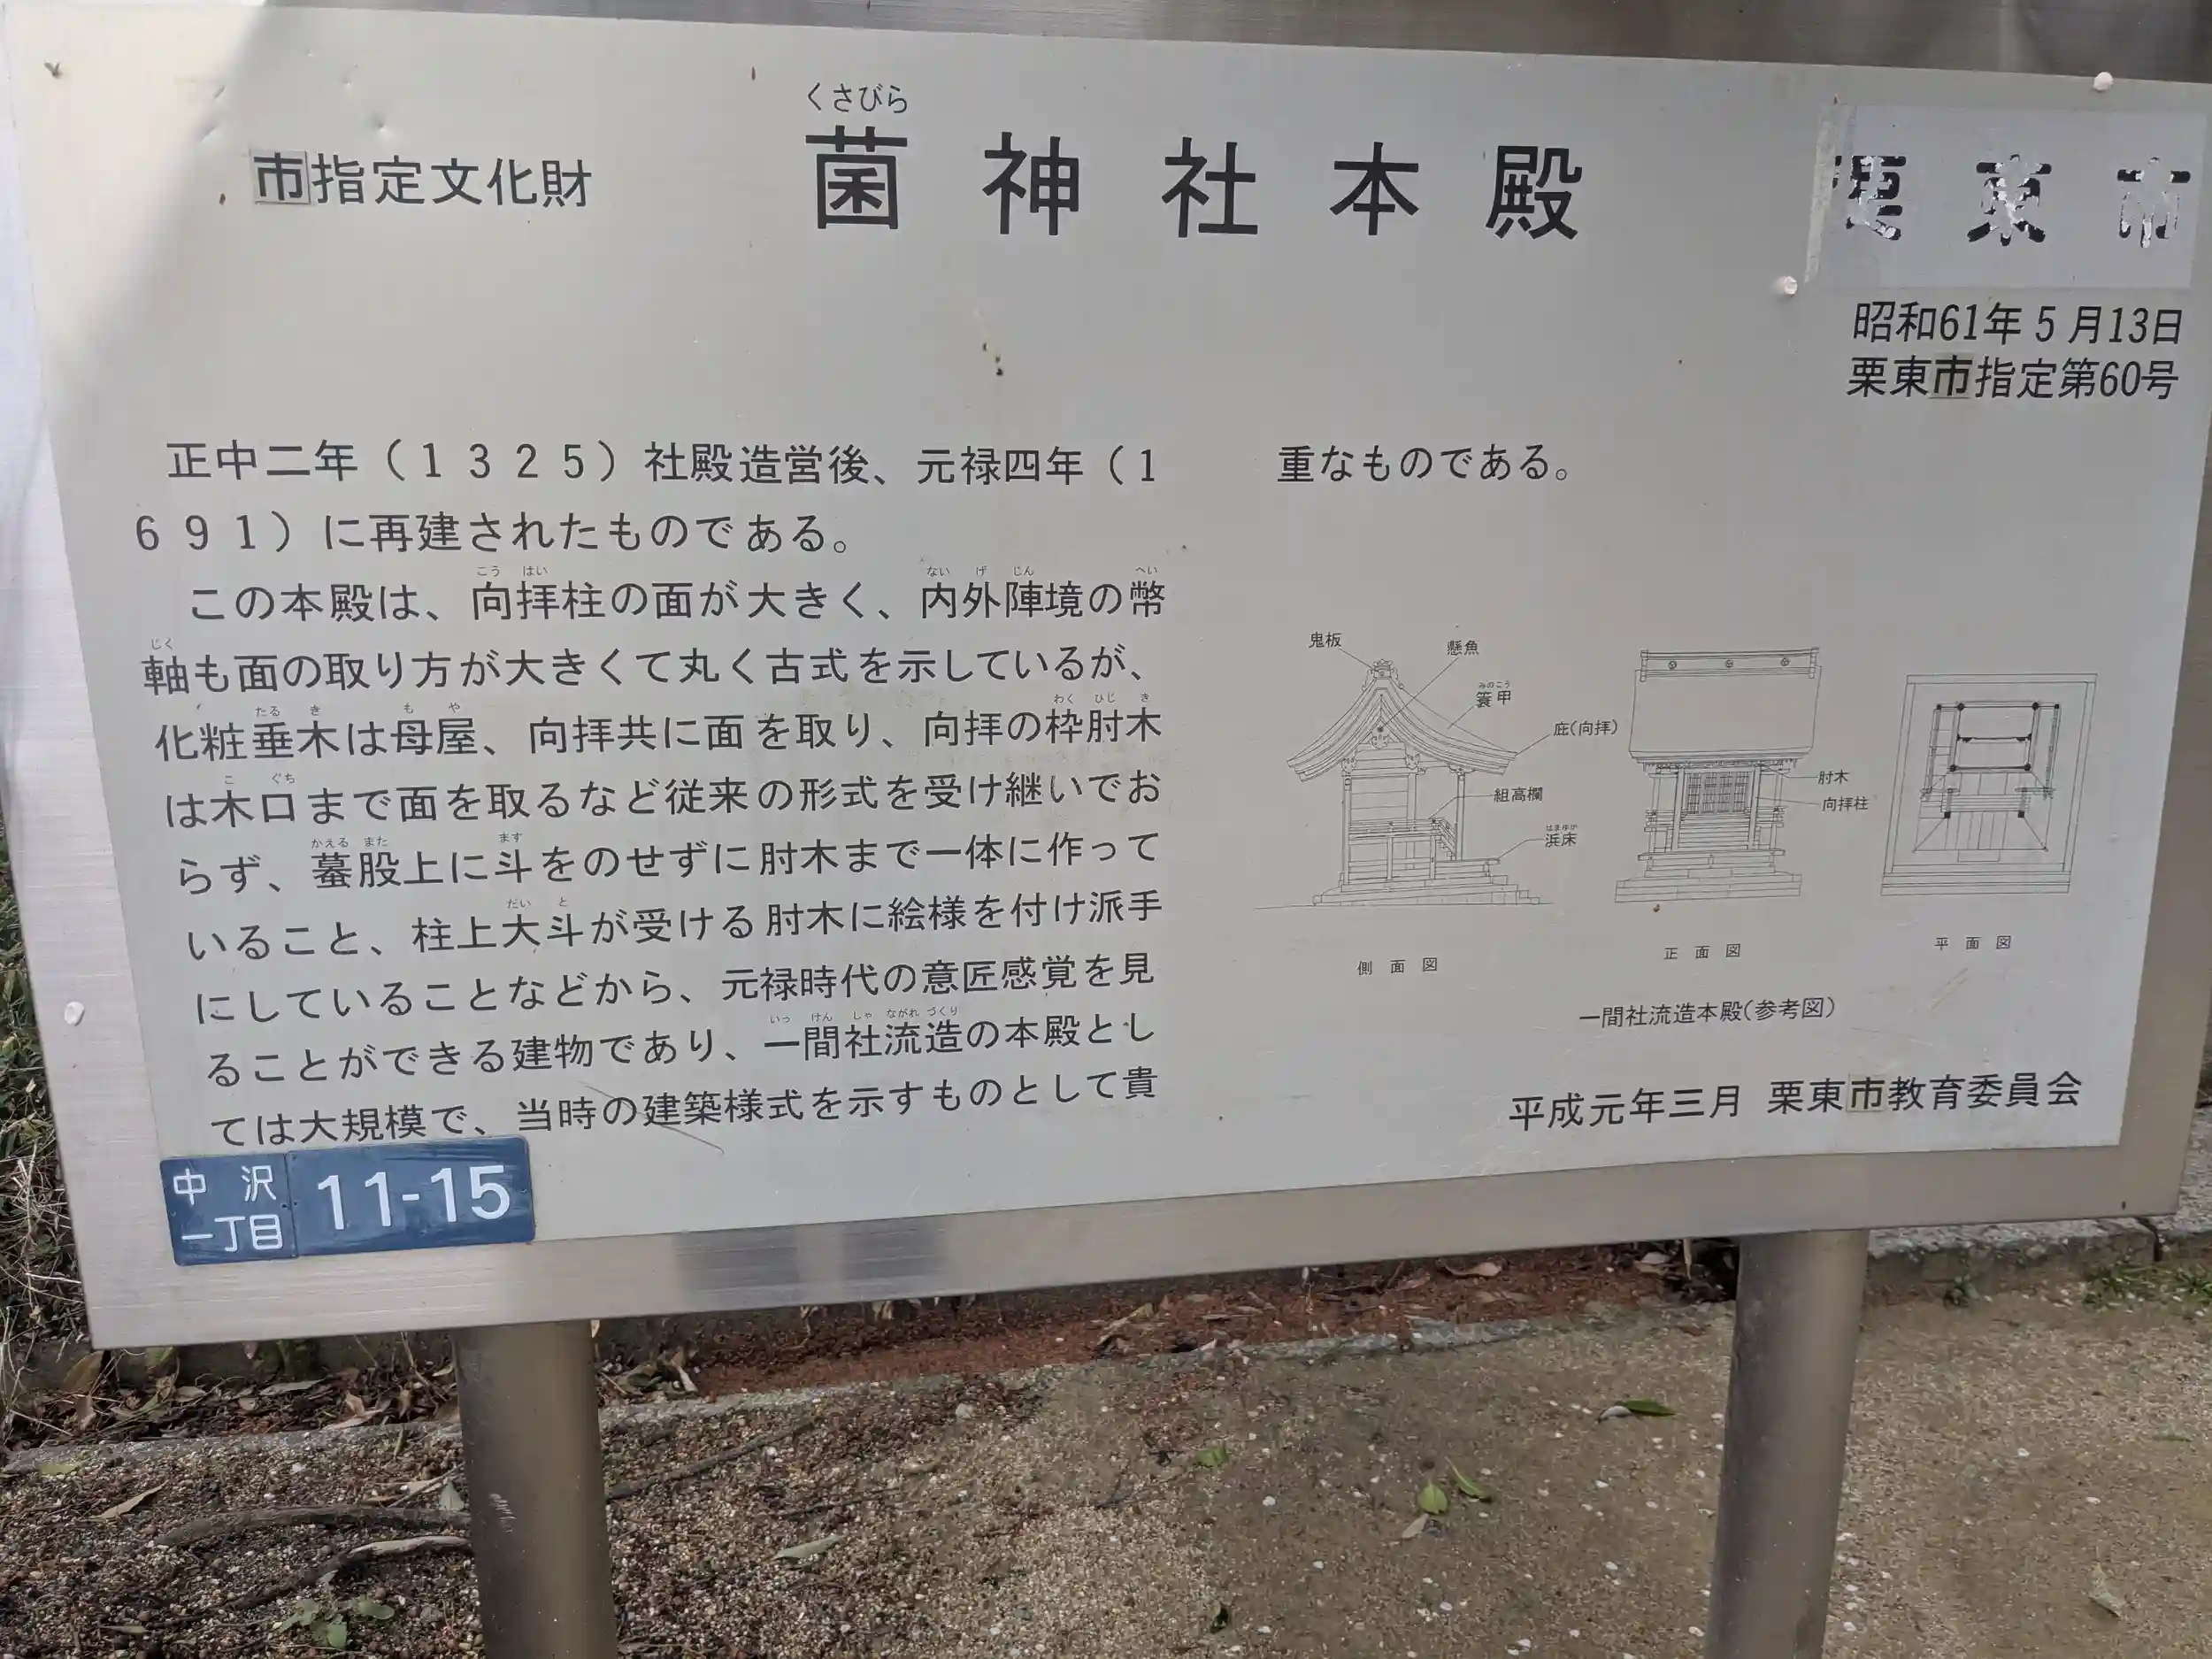 市指定文化財
くさびら
菌神社本殿
栗東市
昭和61年5月13日
栗東市指定第60号
正中二年（1325）社殿造営後、元禄四年（1
691）に再建されたものである。
こう はい ない げ じん へい
この本殿は、向拝柱の面が大きく、内外陣境の幣
じく
軸も面の取り方が大きくて丸く古式を示しているが、
たる き も や わく ひじ き
化粧垂木は母屋、向拝共に面を取り、向拝の枠肘木
こ ぐち
は木口まで面を取るなど従来の形式を受け継いでお
かえる また ます
らず、蟇股上に斗をのせずに肘木まで一体に作って
だい と
いること、柱上大斗が受ける肘木に絵様を付け派手
にしていることなどから、元禄時代の意匠感覚を見
いっ けん しゃ ながれ づくり
ることができる建物であり、一間社流造の本殿とし
ては大規模で、当時の建築様式を示すものとして貴
重なものである。
鬼板
懸魚
みのこう
簑甲
庇(向拝)
組高欄
はまゆか
浜床
肘木
向拝柱
側面図
正面図
平面図
一間社流造本殿(参考図)
平成元年三月 栗東市教育委員会
中沢
一丁目
11-15